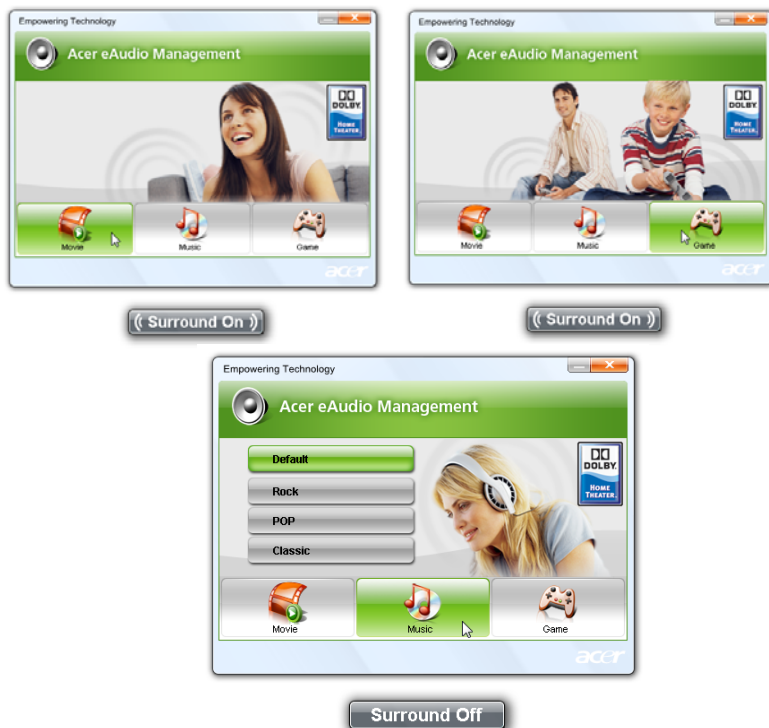 Empowering Technology
Acer eAudio Management
DOLBY.
HOME
THEATER.
Movie
Music
Game
acer
(( Surround On ))
Empowering Technology
Acer eAudio Management
DOLBY.
HOME
THEATER.
Movie
Music
Game
acer
(( Surround On ))
Empowering Technology
Acer eAudio Management
Default
Rock
POP
Classic
DOLBY.
HOME
THEATER.
Movie
Music
Game
acer
Surround Off